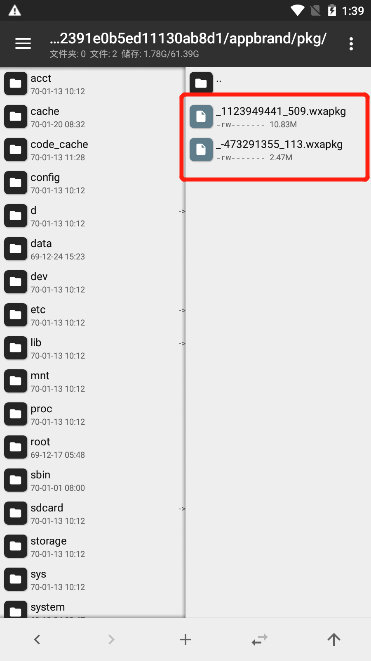 1:39
...2391e0b5ed11130ab8d1/appbrand/pkg/
文件夹: 0 文件: 2 储存: 1.78G/61.39G
acct
70-01-13 10:12
cache
70-01-20 08:32
code_cache
70-01-13 11:28
config
70-01-13 10:12
d
70-01-13 10:12
->
data
69-12-24 15:23
dev
70-01-13 10:12
etc
70-01-13 10:12
->
lib
70-01-13 10:12
->
mnt
70-01-13 10:12
proc
70-01-13 10:12
root
69-12-17 05:48
sbin
70-01-01 08:00
sdcard
70-01-13 10:12
->
storage
70-01-13 10:12
sys
70-01-13 10:12
system
..
_1123949441_509.wxapkg
-rw------- 10.83M
_-473291355_113.wxapkg
-rw------- 2.47M